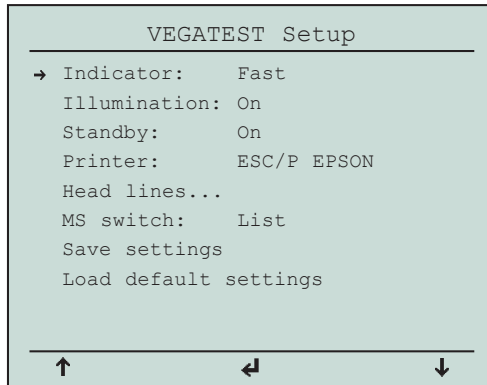 VEGATEST Setup
→ Indicator: Fast
Illumination: On
Standby: On
Printer: ESC/P EPSON
Head lines...
MS switch: List
Save settings
Load default settings
↑ ↵ ↓